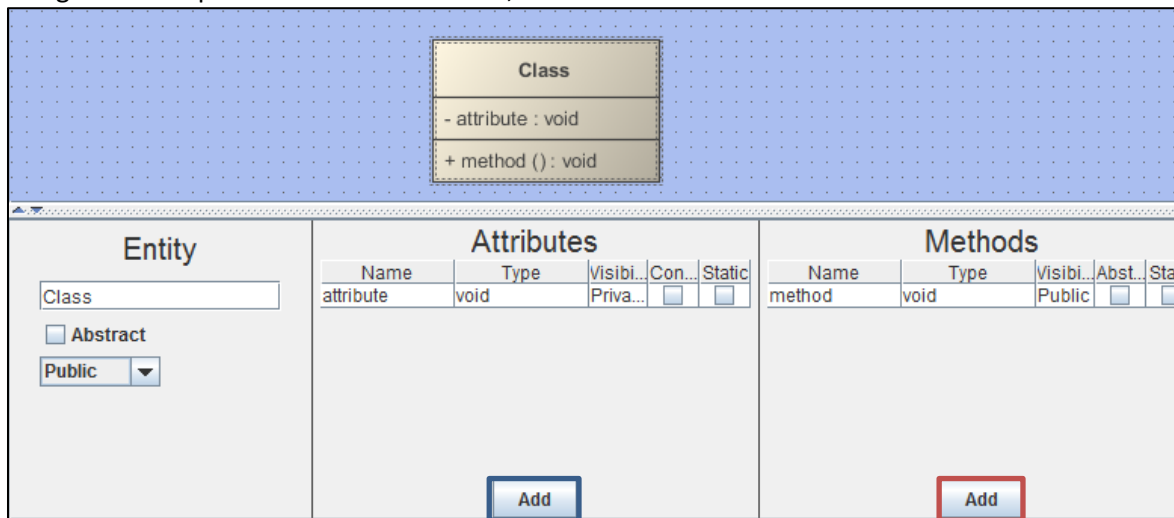 Class
- attribute : void
+ method () : void
Entity
Class
Abstract
Public
Attributes
Name Type Visibi... Con... Static
attribute void Priva...
Add
Methods
Name Type Visibi... Abst... Sta
method void Public
Add